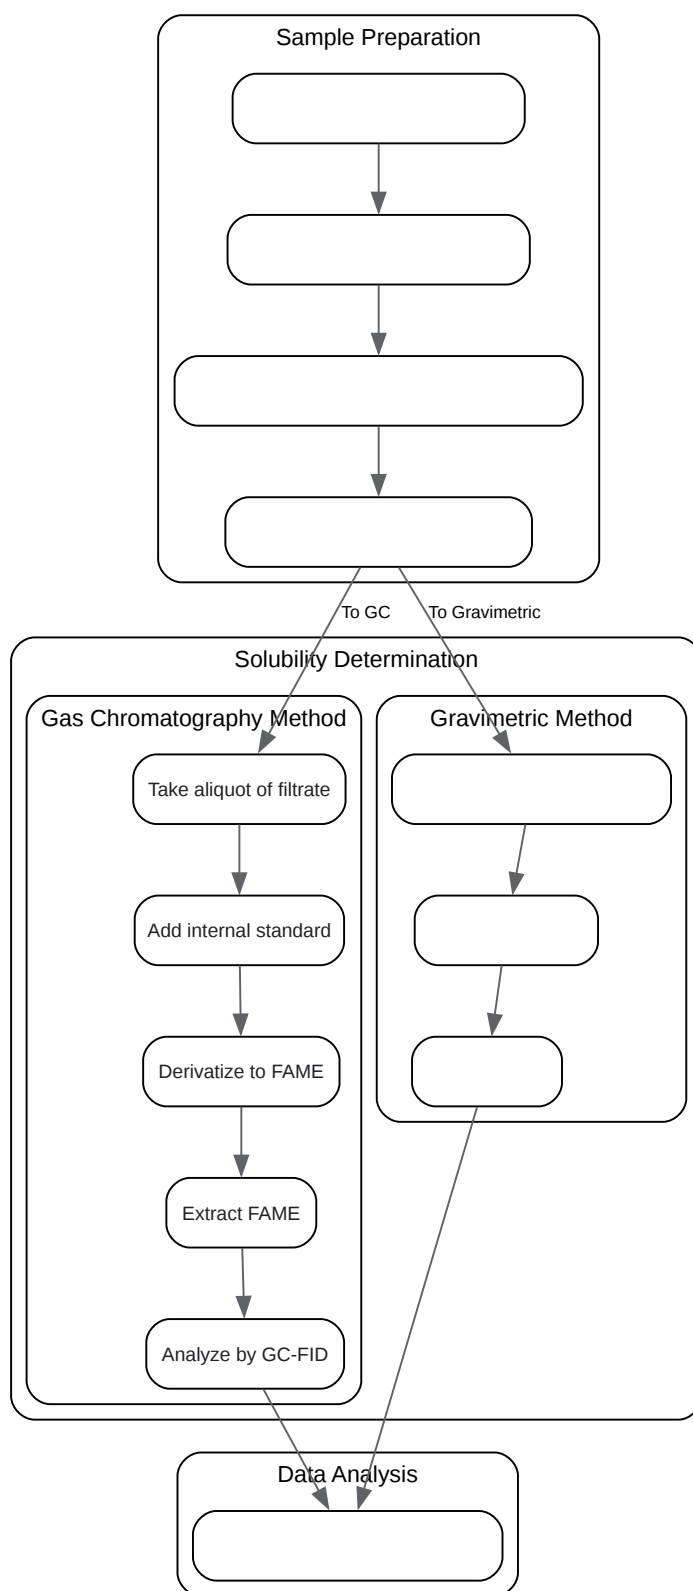 Sample Preparation
To GC
To Gravimetric
Solubility Determination
Gas Chromatography Method
Gravimetric Method
Take aliquot of filtrate
Add internal standard
Derivatize to FAME
Extract FAME
Analyze by GC-FID
Data Analysis